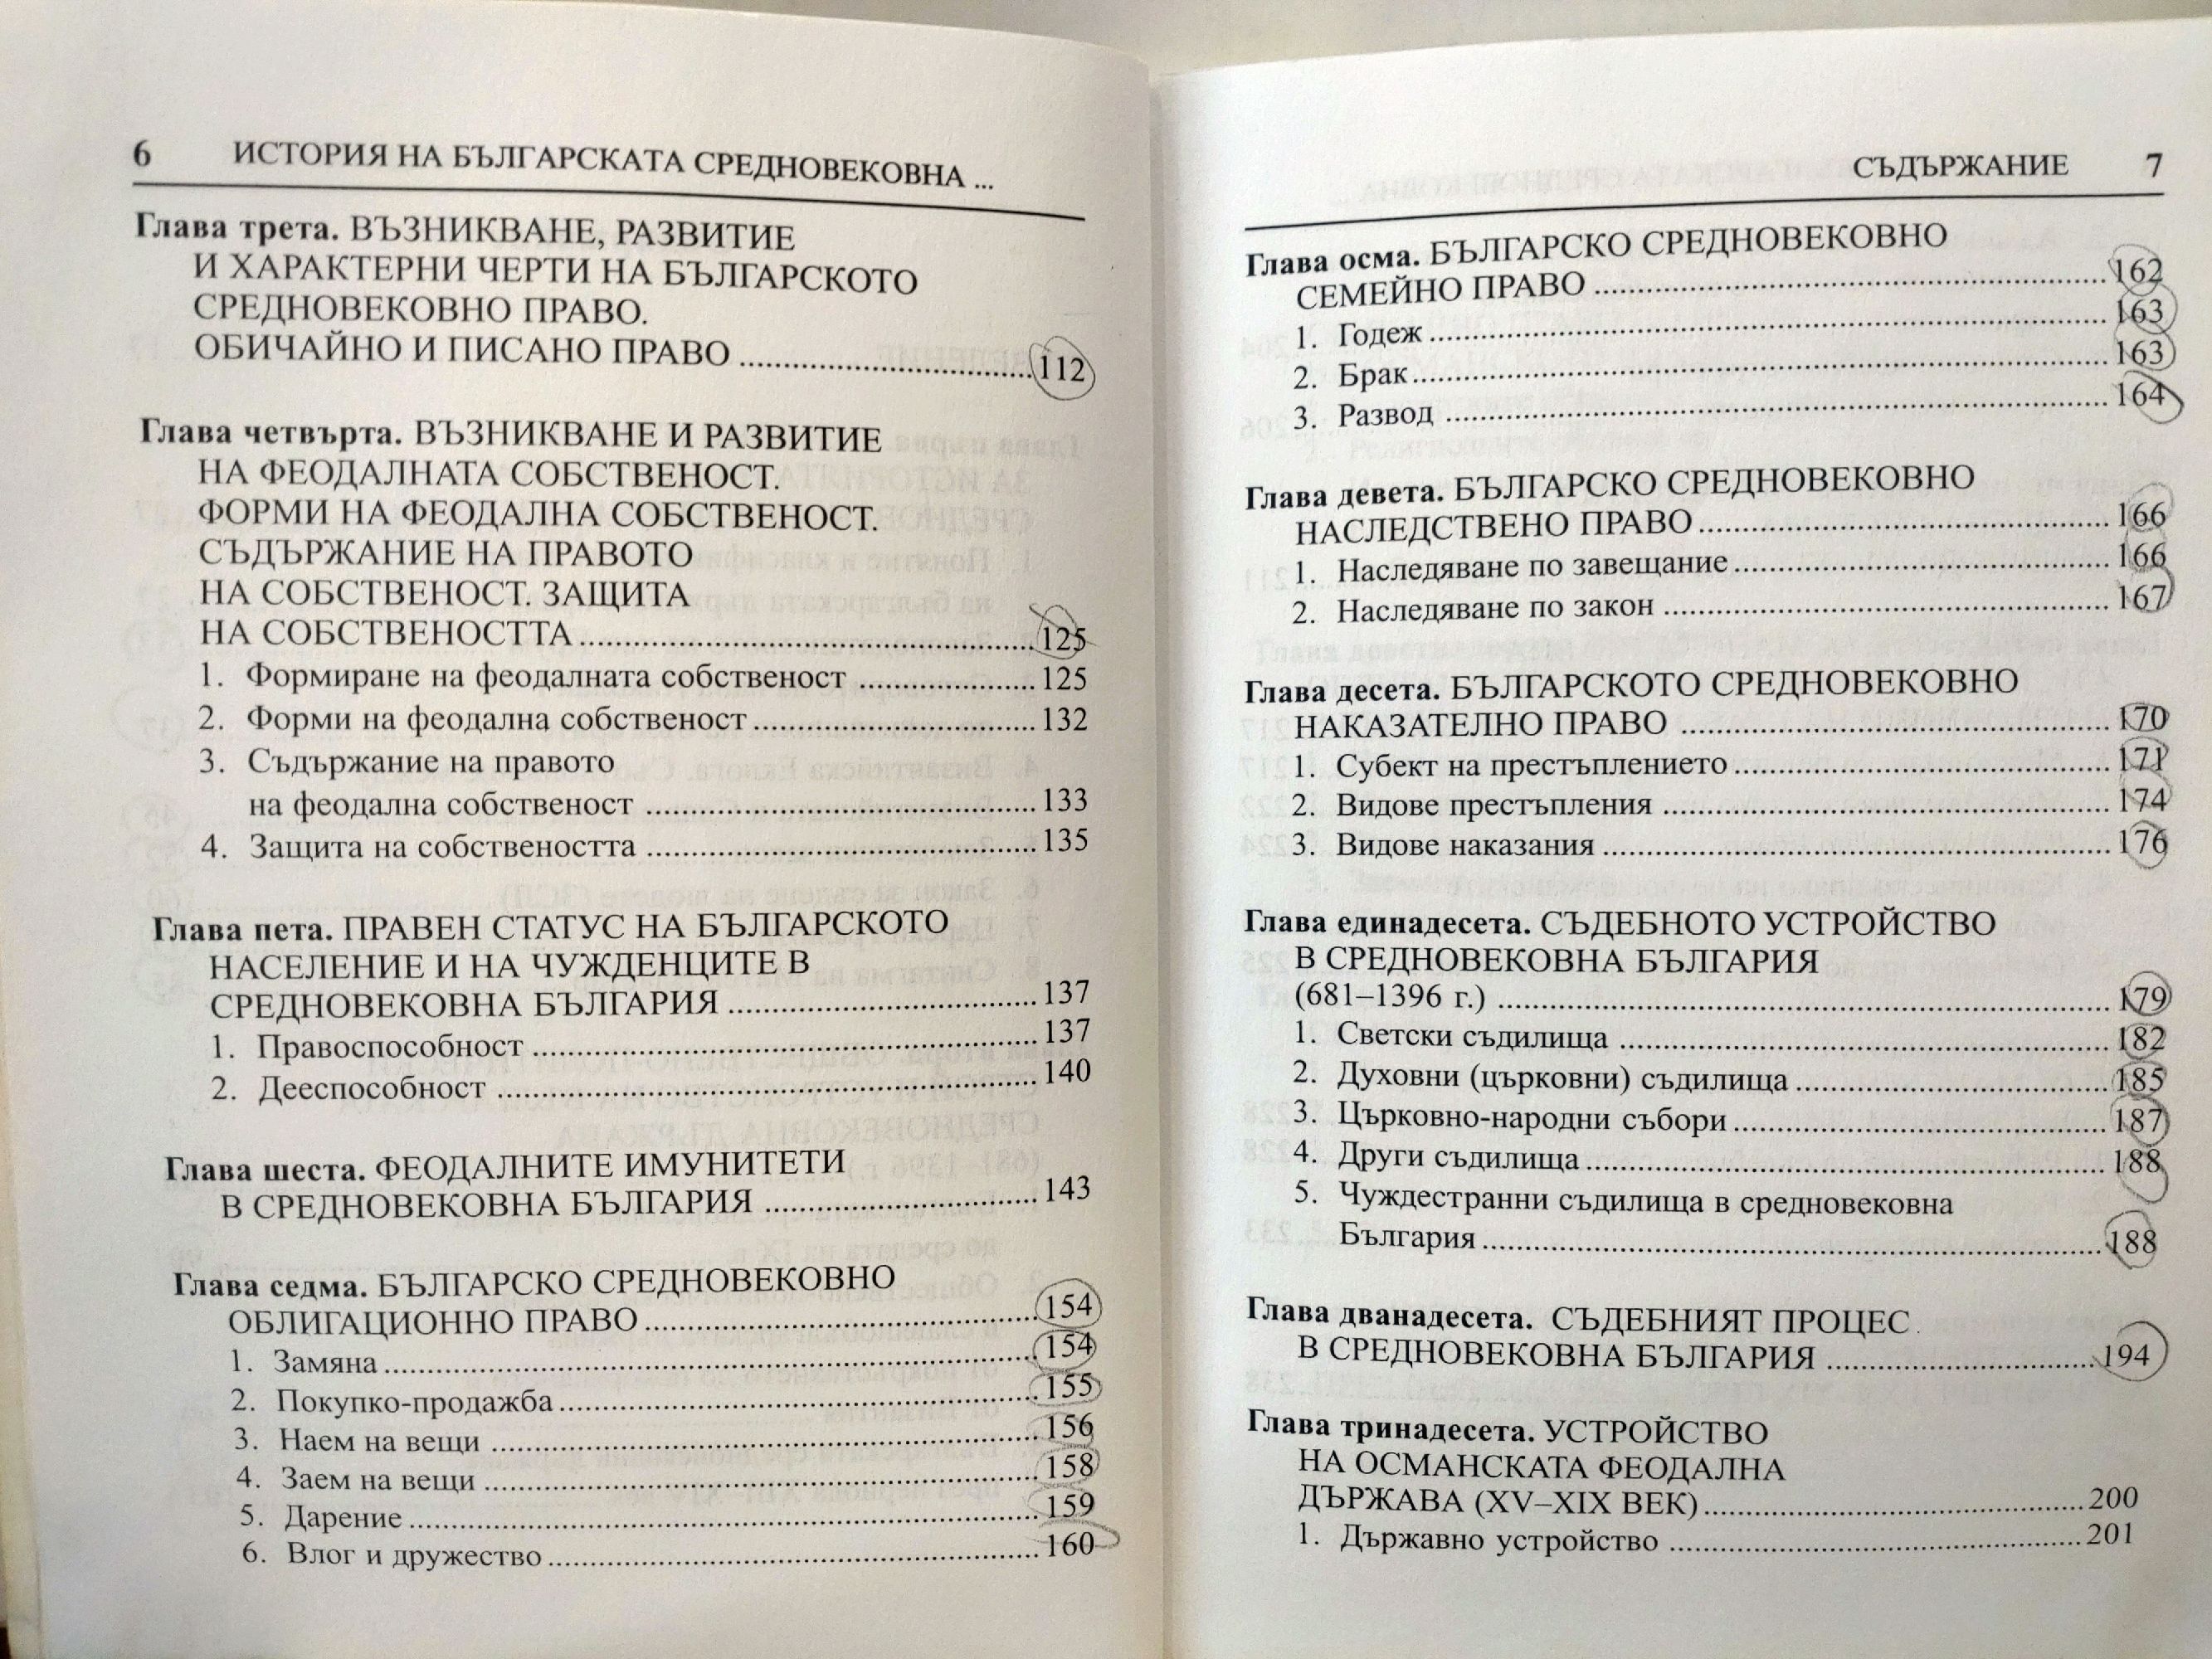 6 ИСТОРИЯ НА БЪЛГАРСКАТА СРЕДНОВЕКОВНА ...
Глава трета. ВЪЗНИКВАНЕ, РАЗВИТИЕ
И ХАРАКТЕРНИ ЧЕРТИ НА БЪЛГАРСКОТО
СРЕДНОВЕКОВНО ПРАВО.
ОБИЧАЙНО И ПИСАНО ПРАВО ........ 112
Глава четвърта. ВЪЗНИКВАНЕ И РАЗВИТИЕ
НА ФЕОДАЛНАТА СОБСТВЕНОСТ.
ФОРМИ НА ФЕОДАЛНА СОБСТВЕНОСТ.
СЪДЪРЖАНИЕ НА ПРАВОТО
НА СОБСТВЕНОСТ. ЗАЩИТА
НА СОБСТВЕНОСТТА ........ 125
1. Формиране на феодалната собственост ........ 125
2. Форми на феодална собственост ........ 132
3. Съдържание на правото
на феодална собственост ........ 133
4. Защита на собствеността ........ 135
Глава пета. ПРАВЕН СТАТУС НА БЪЛГАРСКОТО
НАСЕЛЕНИЕ И НА ЧУЖДЕНЦИТЕ В
СРЕДНОВЕКОВНА БЪЛГАРИЯ ........ 137
1. Правоспособност ........ 137
2. Дееспособност ........ 140
Глава шеста. ФЕОДАЛНИТЕ ИМУНИТЕТИ
В СРЕДНОВЕКОВНА БЪЛГАРИЯ ........ 143
Глава седма. БЪЛГАРСКО СРЕДНОВЕКОВНО
ОБЛИГАЦИОННО ПРАВО ........ 154
1. Замяна ........ 154
2. Покупко-продажба ........ 155
3. Наем на вещи ........ 156
4. Заем на вещи ........ 158
5. Дарение ........ 159
6. Влог и дружество ........ 160
СЪДЪРЖАНИЕ 7
Глава осма. БЪЛГАРСКО СРЕДНОВЕКОВНО
СЕМЕЙНО ПРАВО ........ 162
1. Годеж ........ 163
2. Брак ........ 163
3. Развод ........ 164
Глава девета. БЪЛГАРСКО СРЕДНОВЕКОВНО
НАСЛЕДСТВЕНО ПРАВО ........ 166
1. Наследяване по завещание ........ 166
2. Наследяване по закон ........ 167
Глава десета. БЪЛГАРСКОТО СРЕДНОВЕКОВНО
НАКАЗАТЕЛНО ПРАВО ........ 170
1. Субект на престъплението ........ 171
2. Видове престъпления ........ 174
3. Видове наказания ........ 176
Глава единадесета. СЪДЕБНОТО УСТРОЙСТВО
В СРЕДНОВЕКОВНА БЪЛГАРИЯ
(681–1396 г.) ........ 179
1. Светски съдилища ........ 182
2. Духовни (църковни) съдилища ........ 185
3. Църковно-народни събори ........ 187
4. Други съдилища ........ 188
5. Чуждестранни съдилища в средновековна
България ........ 188
Глава дванадесета. СЪДЕБНИЯТ ПРОЦЕС
В СРЕДНОВЕКОВНА БЪЛГАРИЯ ........ 194
Глава тринадесета. УСТРОЙСТВО
НА ОСМАНСКАТА ФЕОДАЛНА
ДЪРЖАВА (XV–XIX ВЕК) ........ 200
1. Държавно устройство ........ 201